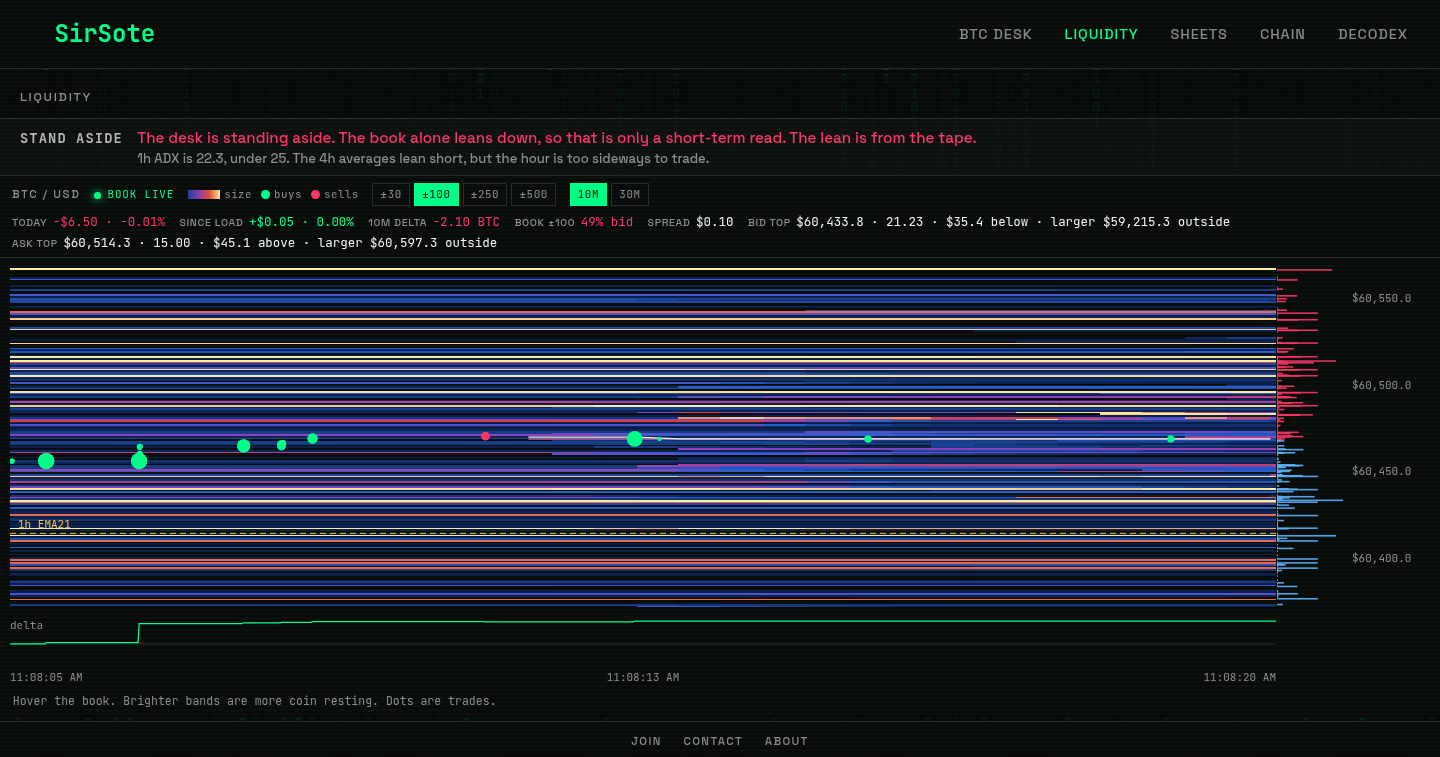 SirSote
BTC DESK LIQUIDITY SHEETS CHAIN DECODEX
LIQUIDITY
STAND ASIDE The desk is standing aside. The book alone leans down, so that is only a short-term read. The lean is from the tape.
1h ADX is 22.3, under 25. The 4h averages lean short, but the hour is too sideways to trade.
BTC / USD BOOK LIVE size buys sells ±30 ±100 ±250 ±500 10M 30M
TODAY -$6.50 · -0.01% SINCE LOAD +$0.05 · 0.00% 10M DELTA -2.10 BTC BOOK ±100 49% bid SPREAD $0.10 BID TOP $60,433.8 · 21.23 · $35.4 below · larger $59,215.3 outside
ASK TOP $60,514.3 · 15.00 · $45.1 above · larger $60,597.3 outside
$60,550.0
$60,500.0
$60,450.0
1h EMA21
$60,400.0
delta
11:08:05 AM 11:08:13 AM 11:08:20 AM
Hover the book. Brighter bands are more coin resting. Dots are trades.
JOIN CONTACT ABOUT